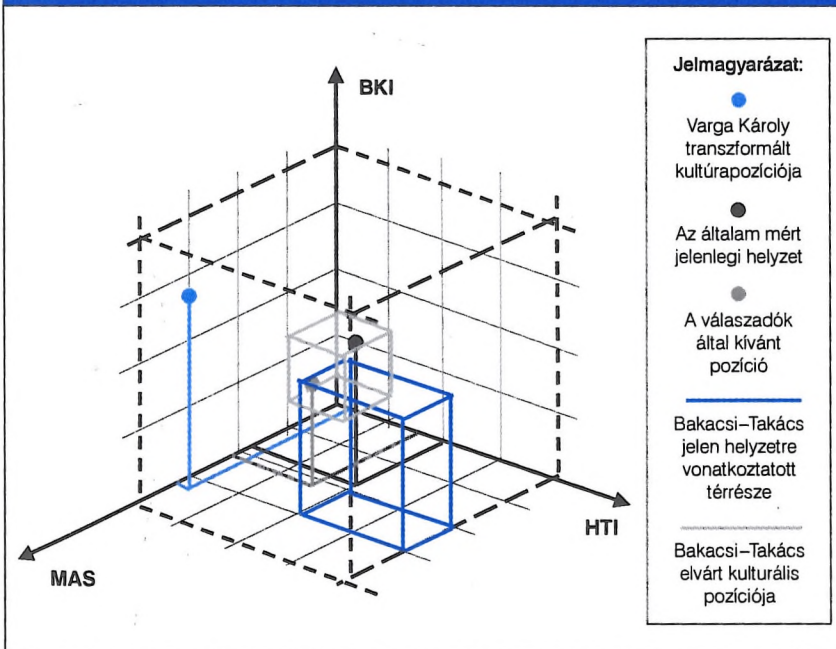 BKI
HTI
MAS
Jelmagyarázat:
Varga Károly
transzformált
kultúrapozíciója
Az általam mért
jelenlegi helyzet
A válaszadók
által kívánt
pozíció
Bakacsi–Takács
jelen helyzetre
vonatkoztatott
térrésze
Bakacsi–Takács
elvárt kulturális
pozíciója